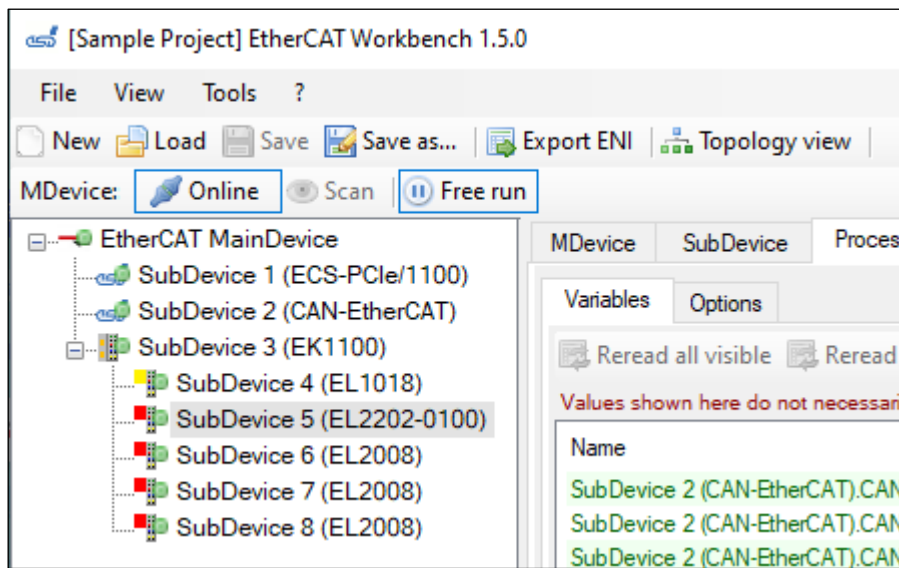 [Sample Project] EtherCAT Workbench 1.5.0
File View Tools ?
New Load Save Save as... Export ENI Topology view
MDevice: Online Scan Free run
EtherCAT MainDevice
SubDevice 1 (ECS-PCIe/1100)
SubDevice 2 (CAN-EtherCAT)
SubDevice 3 (EK1100)
SubDevice 4 (EL1018)
SubDevice 5 (EL2202-0100)
SubDevice 6 (EL2008)
SubDevice 7 (EL2008)
SubDevice 8 (EL2008)
MDevice SubDevice Proces
Variables Options
Reread all visible Reread
Values shown here do not necessari
Name
SubDevice 2 (CAN-EtherCAT).CAN
SubDevice 2 (CAN-EtherCAT).CAN
SubDevice 2 (CAN-EtherCAT).CAN